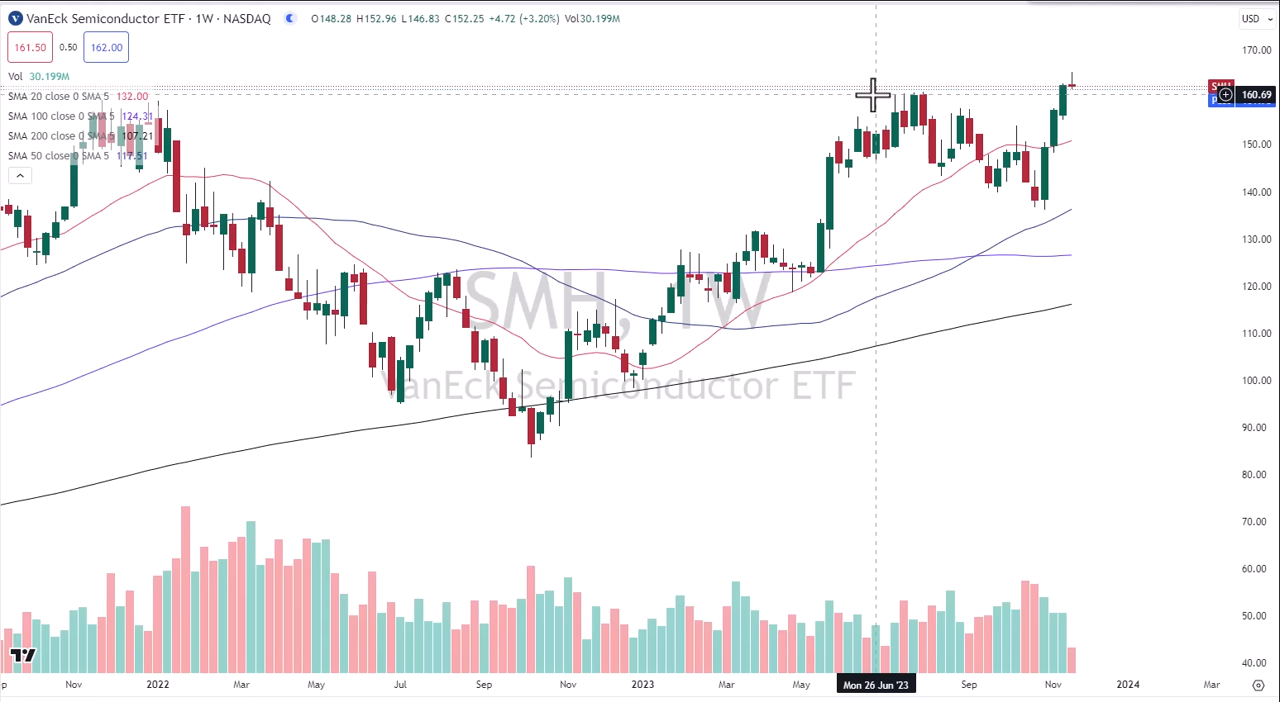 VanEck Semiconductor ETF · 1W · NASDAQ O148.28 H152.96 L146.83 C152.25 +4.72 (+3.20%) Vol30.199M USD
161.50 0.50 162.00
Vol 30.199M
SMA 20 close 0 SMA 5 132.00
SMA 100 close 0 SMA 5 124.31
SMA 200 close 0 SMA 5 107.21
SMA 50 close 0 SMA 5 117.51
170.00
160.69
150.00
140.00
130.00
120.00
110.00
100.00
90.00
80.00
70.00
60.00
50.00
40.00
SMH, 1W
VanEck Semiconductor ETF
Nov 2022 Mar May Jul Sep Nov 2023 Mar May Mon 26 Jun '23 Sep Nov 2024 Mar